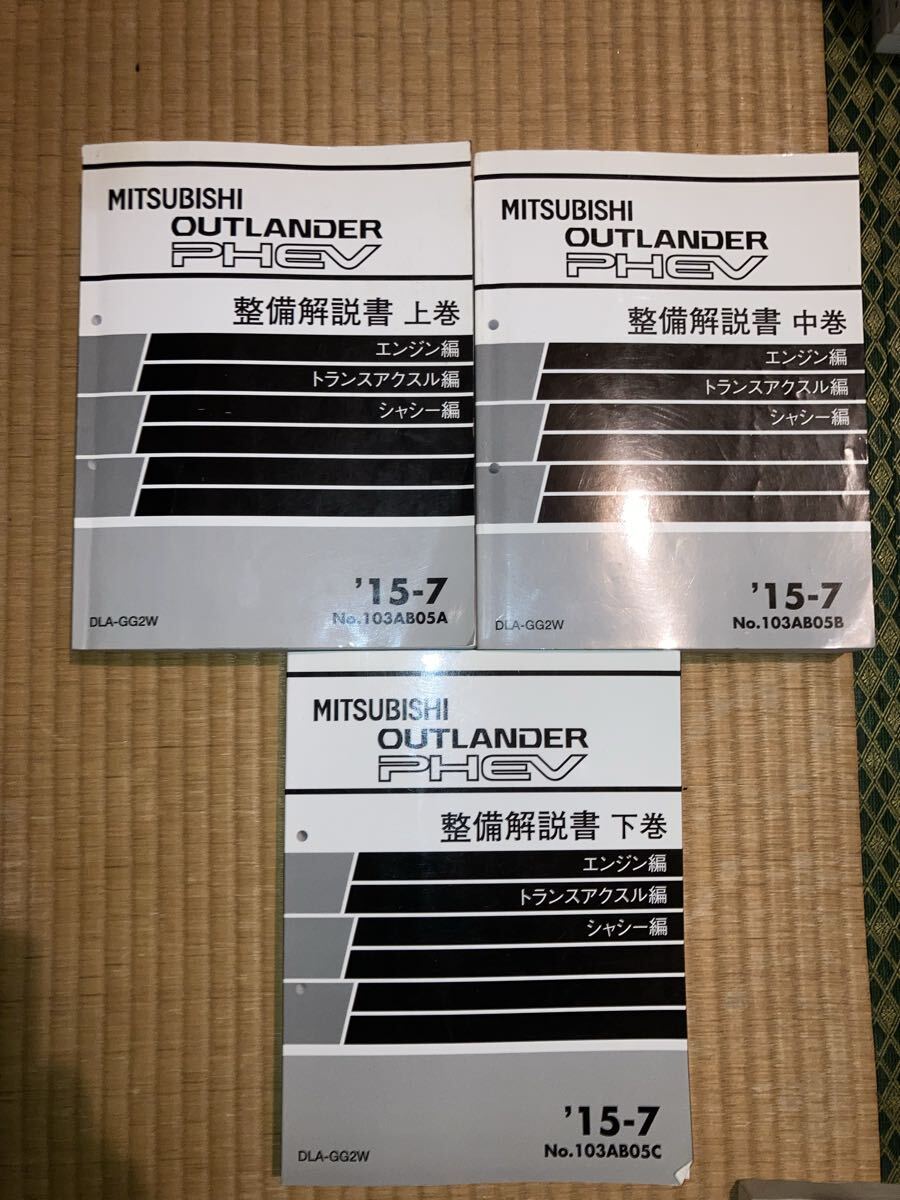 MITSUBISHI
OUTLANDER
PHEV
整備解説書 上巻
エンジン編
トランスアクスル編
シャシー編
'15-7
DLA-GG2W
No.103AB05A
MITSUBISHI
OUTLANDER
PHEV
整備解説書 中巻
エンジン編
トランスアクスル編
シャシー編
'15-7
DLA-GG2W
No.103AB05B
MITSUBISHI
OUTLANDER
PHEV
整備解説書 下巻
エンジン編
トランスアクスル編
シャシー編
'15-7
DLA-GG2W
No.103AB05C